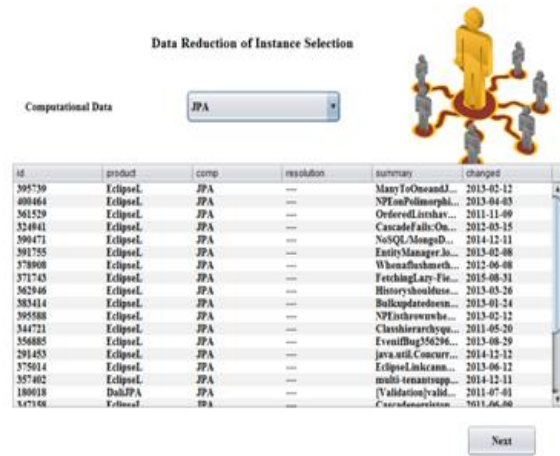 Data Reduction of Instance Selection
Computational Data JPA
id product comp resolution summary changed
395739 EclipseL JPA --- ManyToOneandJ... 2013-02-12
400464 EclipseL JPA --- NPEonPolimorphi... 2013-04-03
361529 EclipseL JPA --- OrderedListshav... 2011-11-09
324941 EclipseL JPA --- CascadeFails:On... 2012-03-15
390471 EclipseL JPA --- NoSQL/MongoD... 2014-12-11
391755 EclipseL JPA --- EntityManager.lo... 2013-02-08
378908 EclipseL JPA --- Whenaflushmeth... 2012-06-08
371743 EclipseL JPA --- FetchingLazy-Fie... 2015-08-31
362946 EclipseL JPA --- Historyshoulduse... 2013-03-26
383414 EclipseL JPA --- Bulkupdatedoesn... 2013-01-24
395588 EclipseL JPA --- NPEisthrownwhe... 2013-02-12
344721 EclipseL JPA --- Classhierarchyqu... 2011-05-20
356885 EclipseL JPA --- EvenifBug356296... 2013-08-29
291453 EclipseL JPA --- java.util.Concurr... 2014-12-12
375014 EclipseL JPA --- EclipseLinkcann... 2013-06-12
357402 EclipseL JPA --- multi-tenantsupp... 2014-12-11
180018 DaliJPA JPA --- [Validation]valid... 2011-07-01
347158 EclipseL JPA --- 2011-06-09
Next